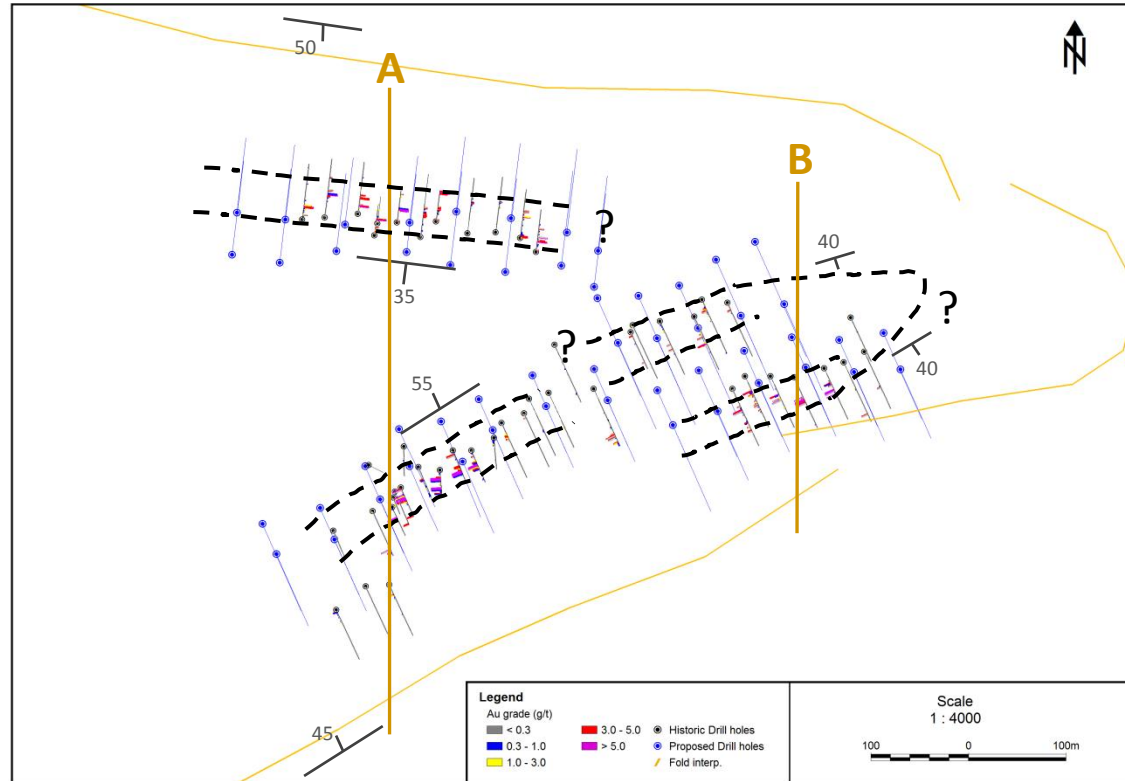 50
A
N
B
?
40
35
?
?
40
55
45
Legend
Au grade (g/t)
< 0.3
0.3 - 1.0
1.0 - 3.0
3.0 - 5.0
> 5.0
Historic Drill holes
Proposed Drill holes
Fold interp.
Scale
1 : 4000
100 0 100m